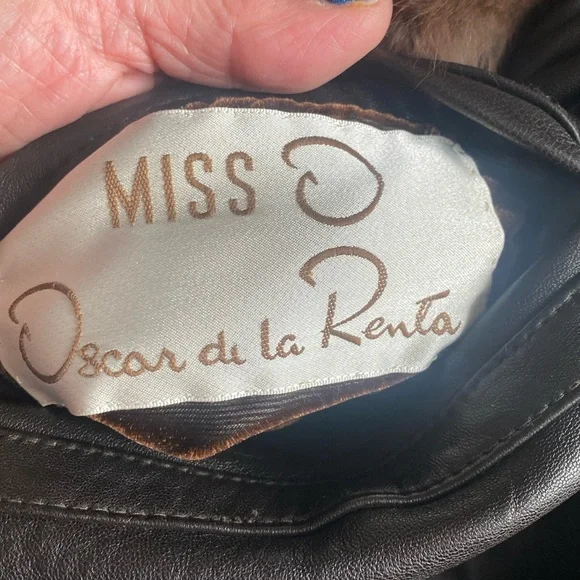 MISS O
Oscar de la Renta